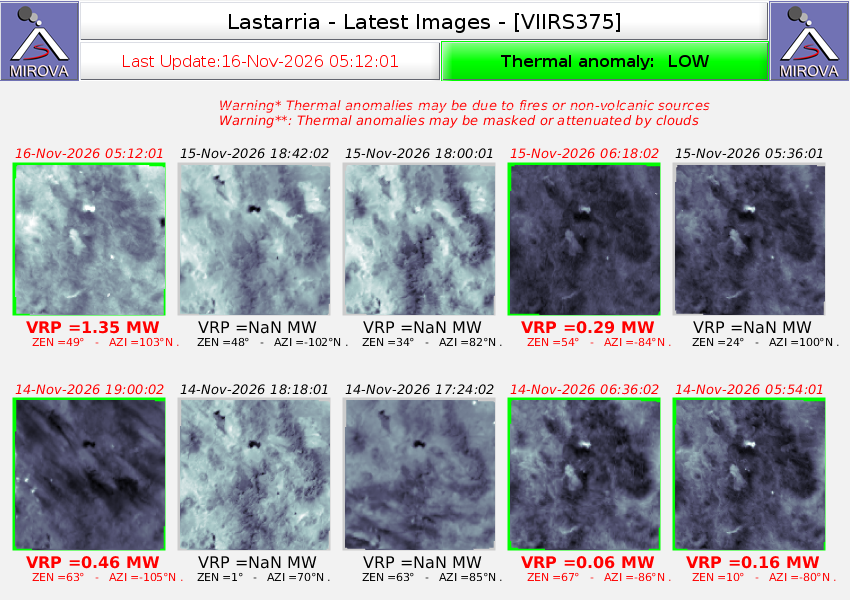 MIROVA
Lastarria - Latest Images - [VIIRS375]
MIROVA
Last Update:16-Nov-2026 05:12:01
Thermal anomaly: LOW
Warning* Thermal anomalies may be due to fires or non-volcanic sources
Warning**: Thermal anomalies may be masked or attenuated by clouds
16-Nov-2026 05:12:01
15-Nov-2026 18:42:02
15-Nov-2026 18:00:01
15-Nov-2026 06:18:02
15-Nov-2026 05:36:01
VRP =1.35 MW
VRP =NaN MW
VRP =NaN MW
VRP =0.29 MW
VRP =NaN MW
ZEN =49° - AZI =103°N .
ZEN =48° - AZI =-102°N .
ZEN =34° - AZI =82°N .
ZEN =54° - AZI =-84°N .
ZEN =24° - AZI =100°N .
14-Nov-2026 19:00:02
14-Nov-2026 18:18:01
14-Nov-2026 17:24:02
14-Nov-2026 06:36:02
14-Nov-2026 05:54:01
VRP =0.46 MW
VRP =NaN MW
VRP =NaN MW
VRP =0.06 MW
VRP =0.16 MW
ZEN =63° - AZI =-105°N .
ZEN =1° - AZI =70°N .
ZEN =63° - AZI =85°N .
ZEN =67° - AZI =-86°N .
ZEN =10° - AZI =-80°N .